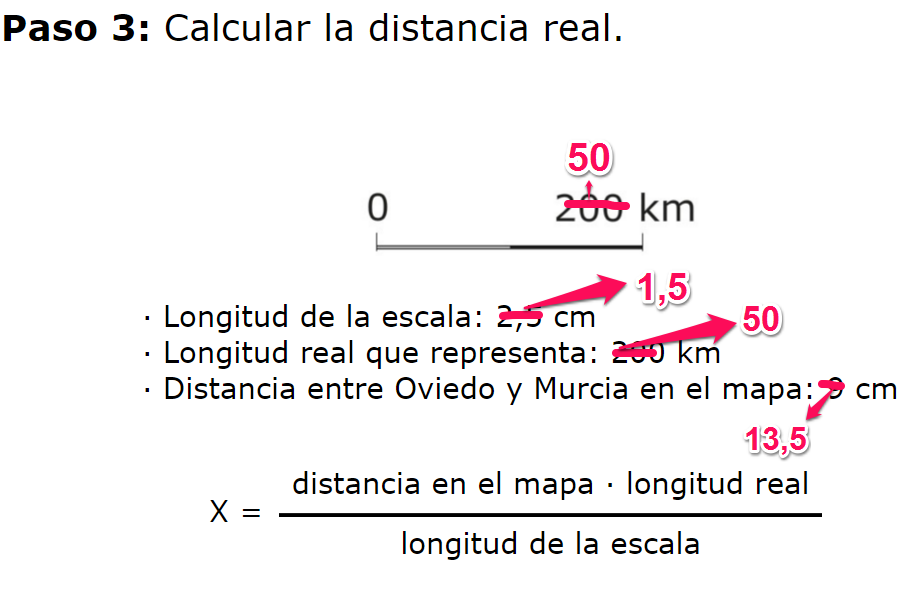 Paso 3: Calcular la distancia real.
50
0 200 km
· Longitud de la escala: 2,5 cm 1,5
· Longitud real que representa: 200 km 50
· Distancia entre Oviedo y Murcia en el mapa: 9 cm
13,5
distancia en el mapa · longitud real
X =
longitud de la escala